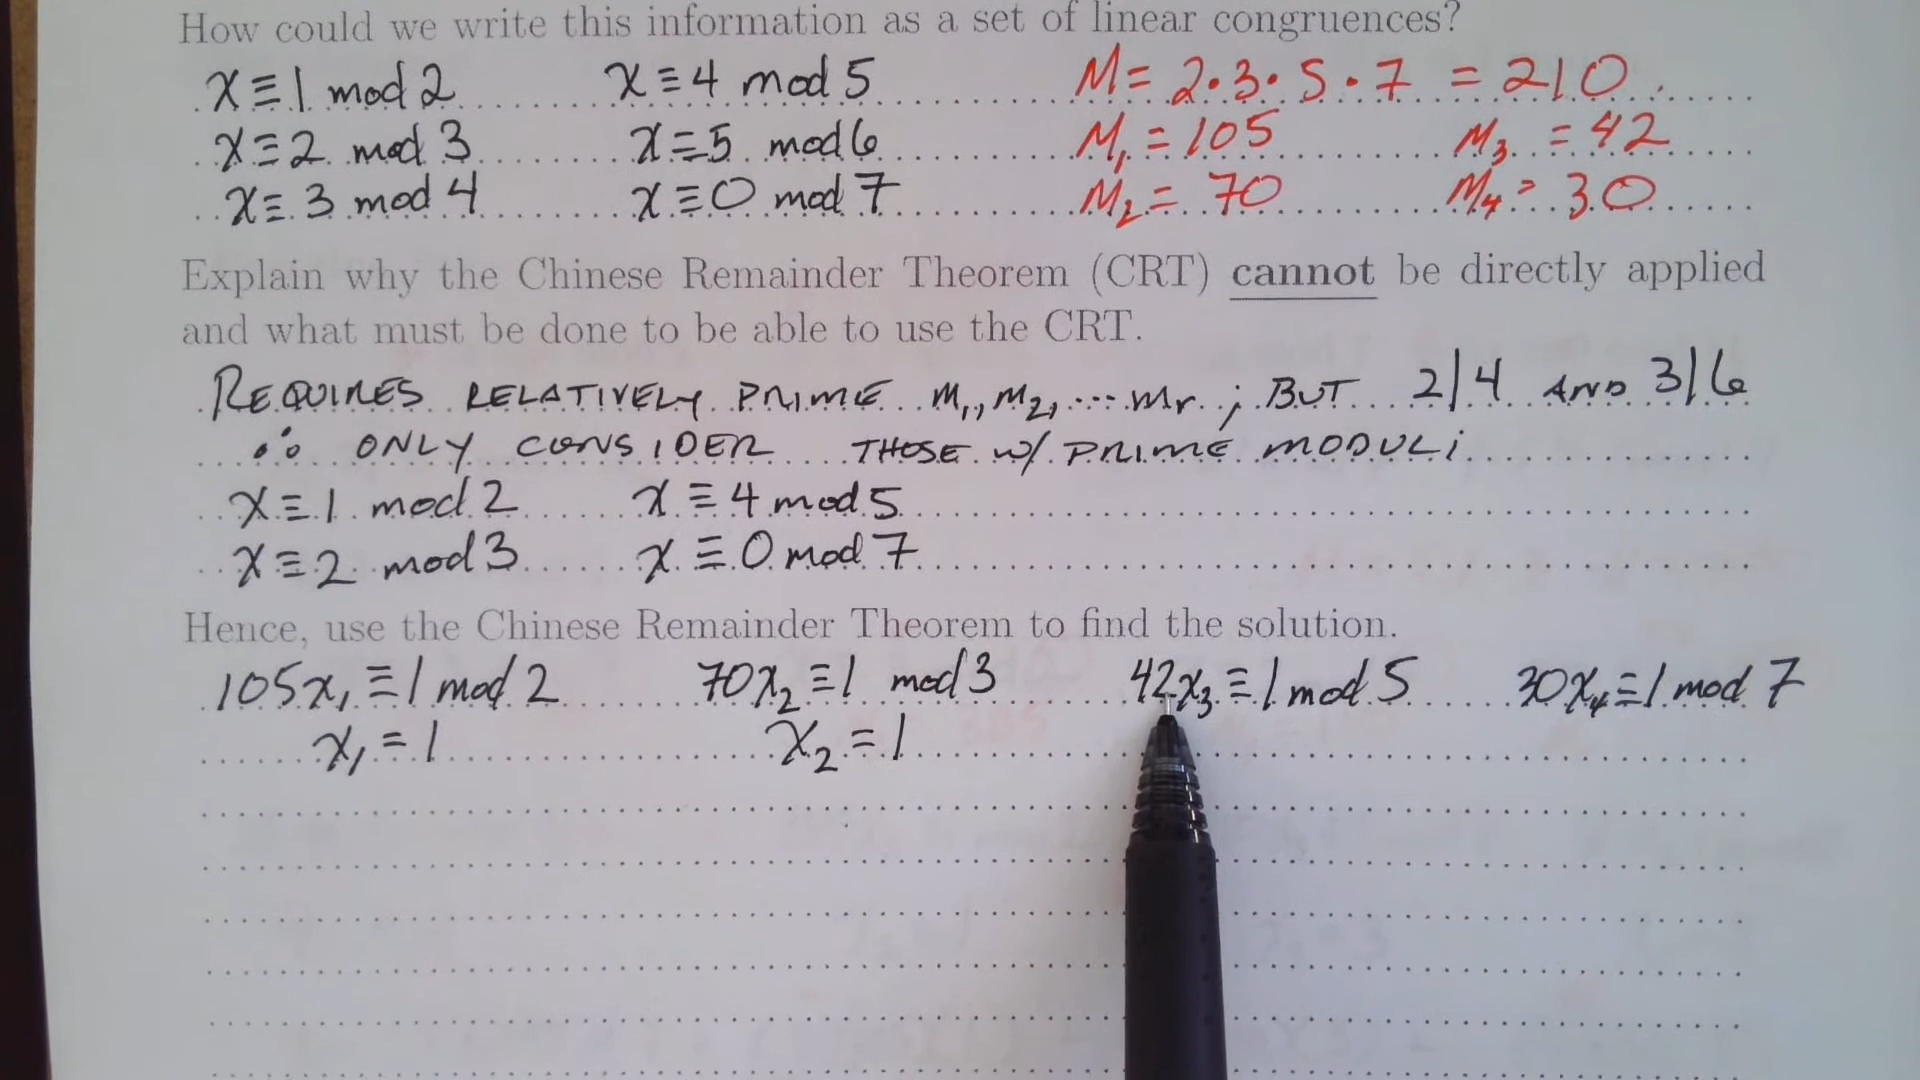 How could we write this information as a set of linear congruences?
x ≡ 1 mod 2 x ≡ 4 mod 5 M = 2·3·5·7 = 210
x ≡ 2 mod 3 x ≡ 5 mod 6 M₁ = 105 M₃ = 42
x ≡ 3 mod 4 x ≡ 0 mod 7 M₂ = 70 M₄ = 30
Explain why the Chinese Remainder Theorem (CRT) cannot be directly applied
and what must be done to be able to use the CRT.
REQUIRES RELATIVELY PRIME m₁, m₂, ... mᵣ ; BUT 2|4 AND 3|6
∴ ONLY CONSIDER THOSE w/ PRIME MODULi
x ≡ 1 mod 2 x ≡ 4 mod 5
x ≡ 2 mod 3 x ≡ 0 mod 7
Hence, use the Chinese Remainder Theorem to find the solution.
105x₁ ≡ 1 mod 2 70x₂ ≡ 1 mod 3 42x₃ ≡ 1 mod 5 30x₄ ≡ 1 mod 7
x₁ = 1 x₂ = 1